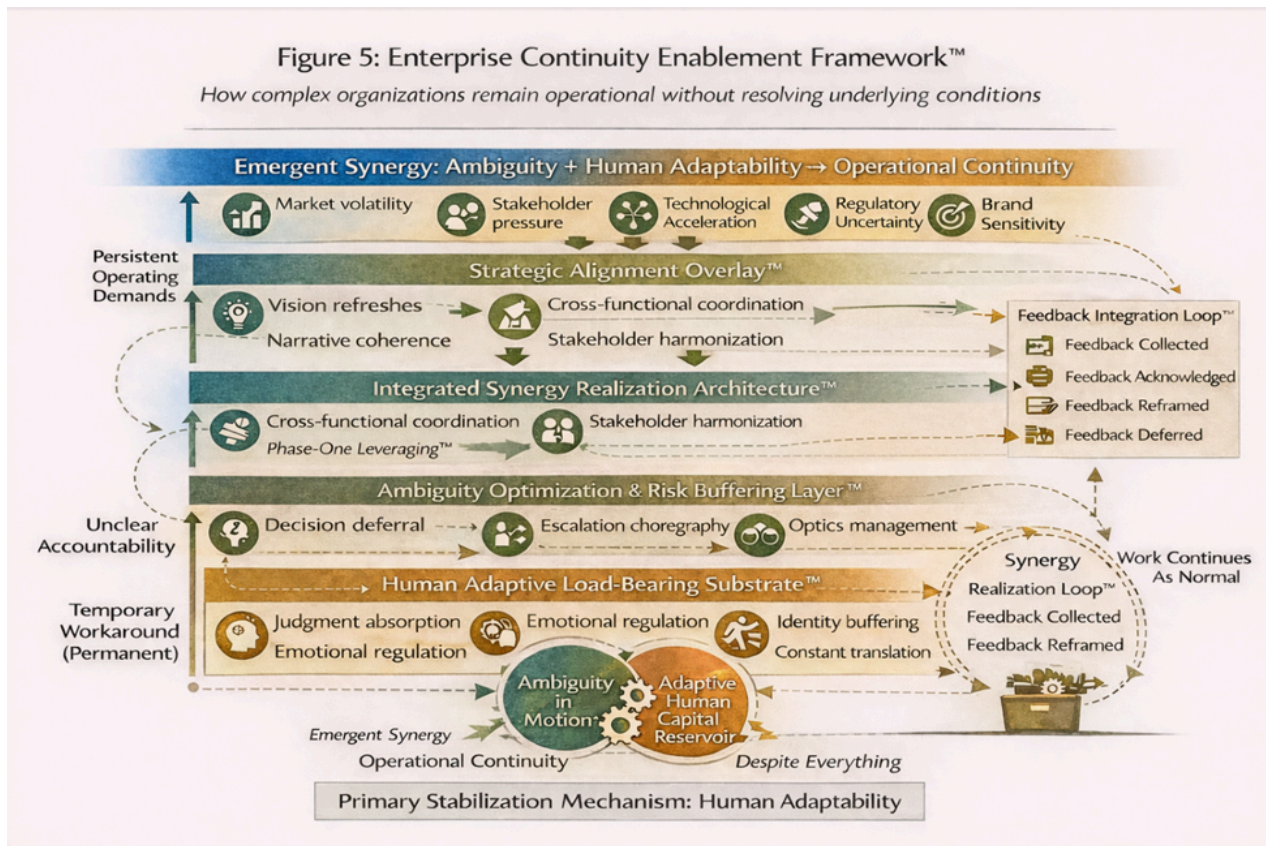 Figure 5: Enterprise Continuity Enablement Framework™
How complex organizations remain operational without resolving underlying conditions
Emergent Synergy: Ambiguity + Human Adaptability → Operational Continuity
Market volatility
Stakeholder
pressure
Technological
Acceleration
Regulatory
Uncertainty
Brand
Sensitivity
Persistent
Operating
Demands
Strategic Alignment Overlay™
Vision refreshes
Cross-functional coordination
Narrative coherence
Stakeholder harmonization
Feedback Integration Loop™
Feedback Collected
Feedback Acknowledged
Feedback Reframed
Feedback Deferred
Integrated Synergy Realization Architecture™
Cross-functional coordination
Stakeholder harmonization
Phase-One Leveraging™
Ambiguity Optimization & Risk Buffering Layer™
Unclear
Accountability
Decision deferral
Escalation choregraphy
Optics management
Work Continues
As Normal
Human Adaptive Load-Bearing Substrate™
Temporary
Workaround
(Permanent)
Judgment absorption
Emotional regulation
Identity buffering
Emotional regulation
Constant translation
Synergy
Realization Loop™
Feedback Collected
Feedback Reframed
Ambiguity
in
Motion
Adaptive
Human
Capital
Reservoir
Emergent Synergy
Operational Continuity
Despite Everything
Primary Stabilization Mechanism: Human Adaptability